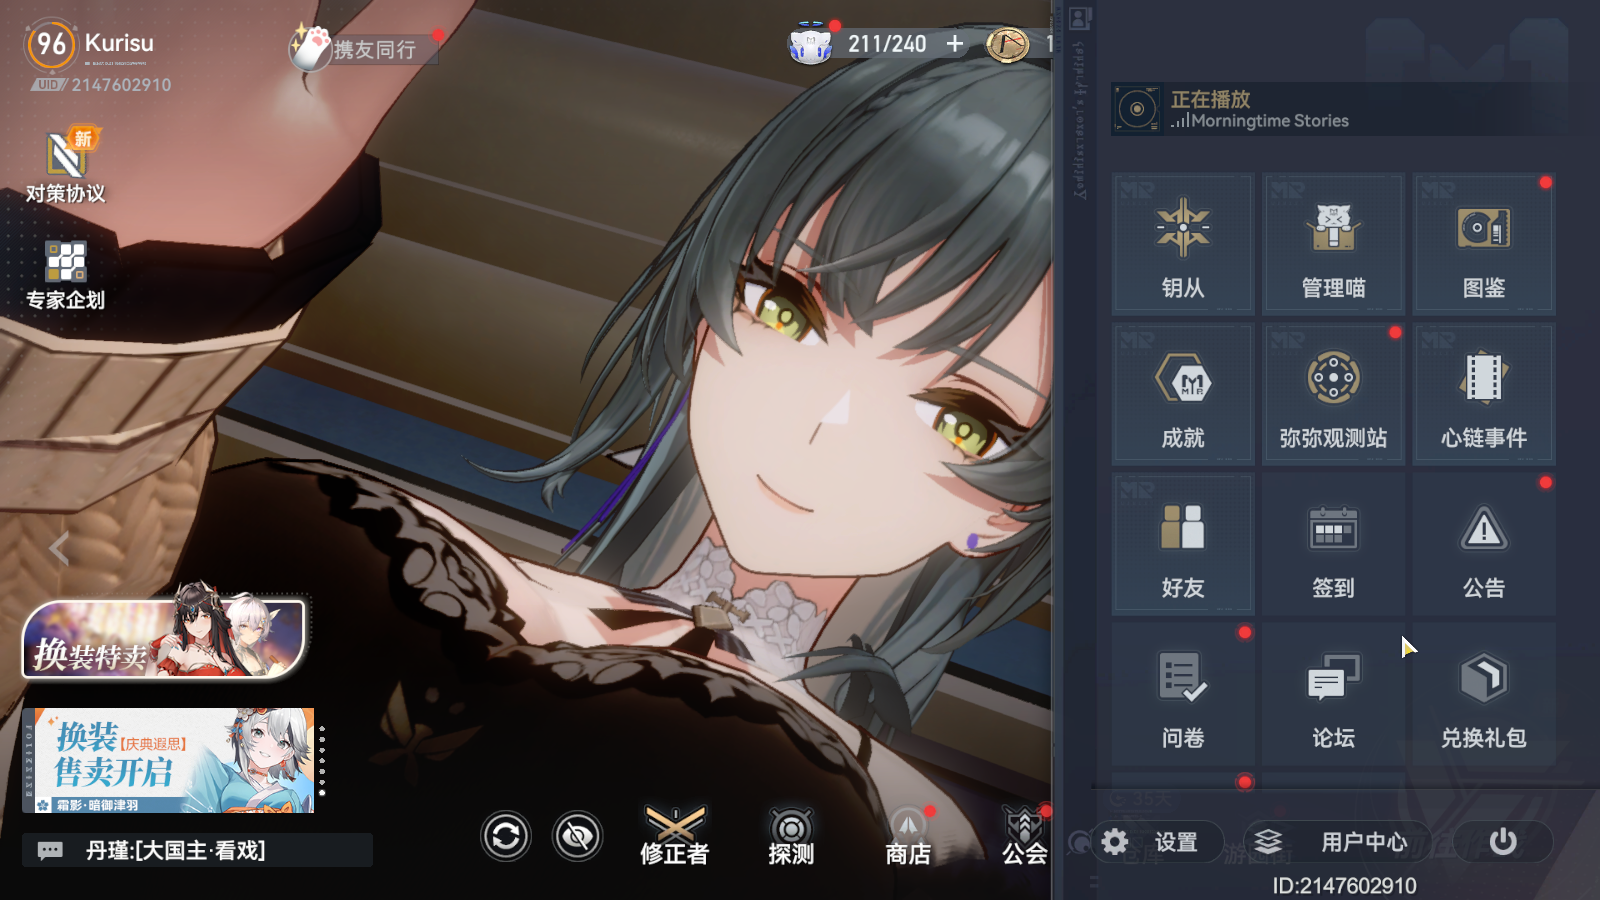 96
Kurisu
UID 2147602910
携友同行
211/240
新
对策协议
专家企划
换装特卖
换装【庆典遐思】
售卖开启
霜影·暗御津羽
丹瑾:[大国主·看戏]
修正者
探测
商店
公会
正在播放
Morningtime Stories
钥从
管理喵
图鉴
成就
弥弥观测站
心链事件
好友
签到
公告
问卷
论坛
兑换礼包
设置
用户中心
ID:2147602910